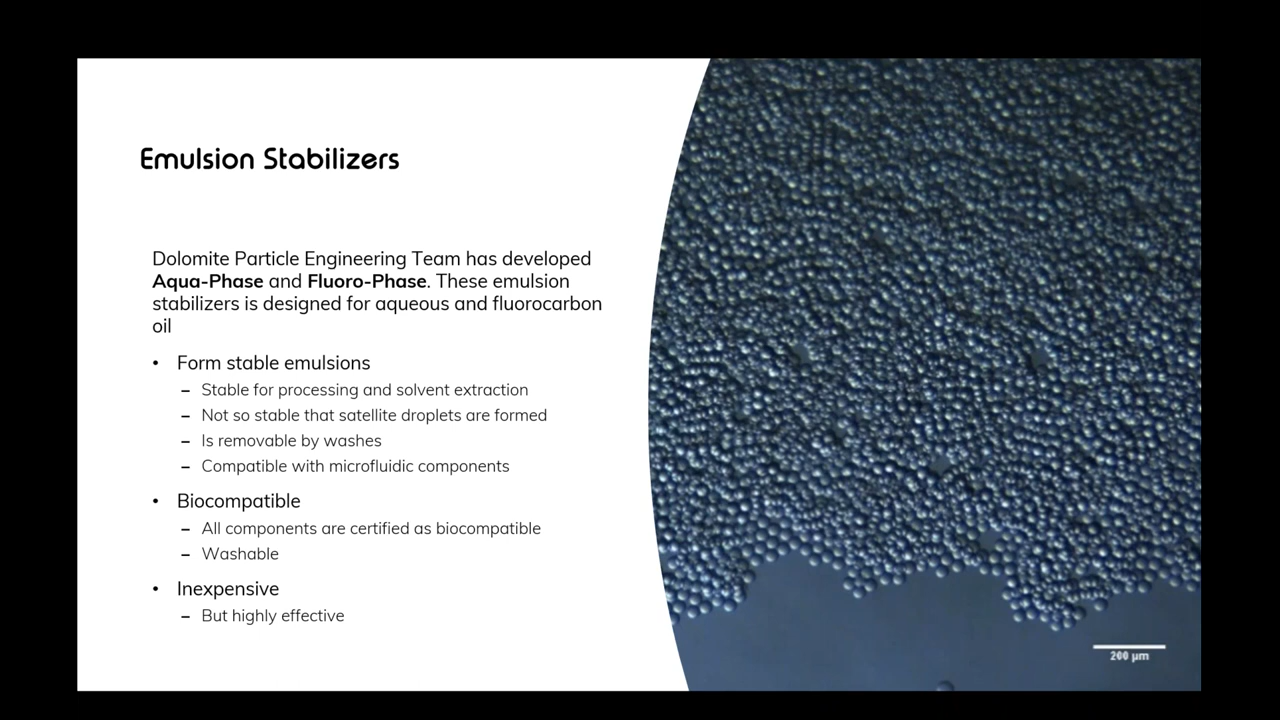 Emulsion Stabilizers
Dolomite Particle Engineering Team has developed
Aqua-Phase and Fluoro-Phase. These emulsion
stabilizers is designed for aqueous and fluorocarbon
oil
• Form stable emulsions
– Stable for processing and solvent extraction
– Not so stable that satellite droplets are formed
– Is removable by washes
– Compatible with microfluidic components
• Biocompatible
– All components are certified as biocompatible
– Washable
• Inexpensive
– But highly effective
200 µm